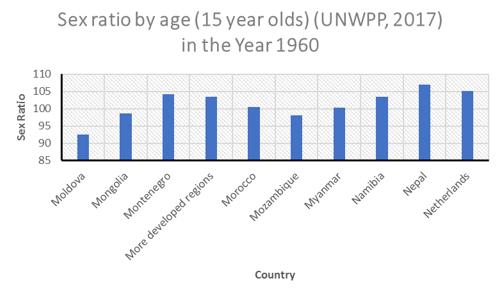 Sex ratio by age (15 year olds) (UNWPP, 2017)
in the Year 1960
110
105
100
95
90
85
Sex Ratio
Moldova
Mongolia
Montenegro
More developed regions
Morocco
Mozambique
Myanmar
Namibia
Nepal
Netherlands
Country